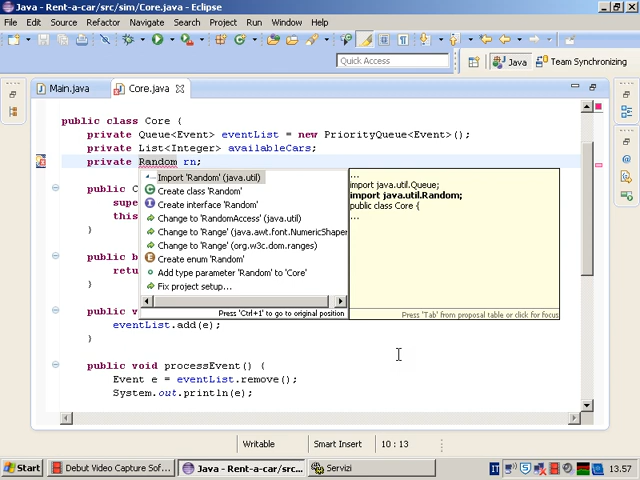 Java - Rent-a-car/src/sim/Core.java - Eclipse
File Edit Source Refactor Navigate Search Project Run Window Help
Quick Access
Java
Team Synchronizing
Main.java
Core.java
public class Core {
private Queue<Event> eventList = new PriorityQueue<Event>();
private List<Integer> availableCars;
private Random rn;
Import 'Random' (java.util)
Create class 'Random'
Create interface 'Random'
Change to 'RandomAccess' (java.util)
Change to 'Range' (java.awt.font.NumericShaper
Change to 'Range' (org.w3c.dom.ranges)
Create enum 'Random'
Add type parameter 'Random' to 'Core'
Fix project setup...
Press 'Ctrl+1' to go to original position
...
import java.util.Queue;
import java.util.Random;
public class Core {
...
Press 'Tab' from proposal table or click for focus
public C
super
this
}
public b
retu
public v
eventList.add(e);
}
public void processEvent() {
Event e = eventList.remove();
System.out.println(e);
Writable
Smart Insert
10 : 13
Start
Debut Video Capture Sof...
Java - Rent-a-car/src...
Servizi
IT
13.57